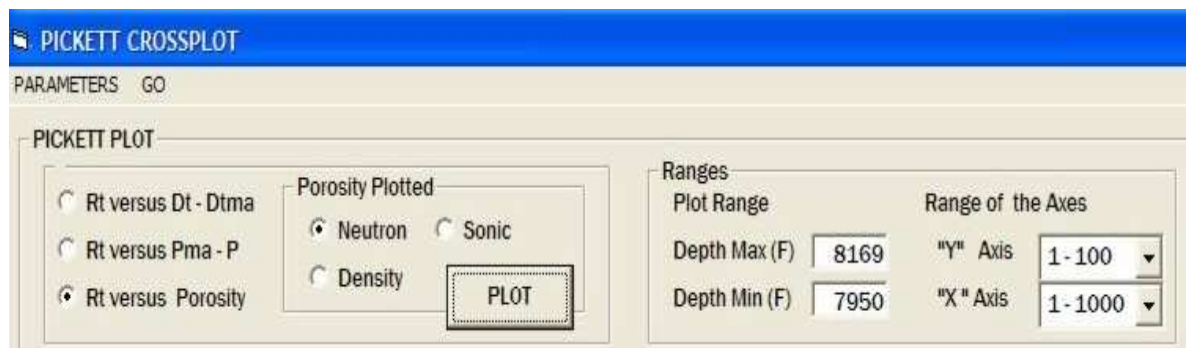 PICKETT CROSSPLOT
PARAMETERS GO
PICKETT PLOT
Rt versus Dt - Dtma
Rt versus Pma - P
Rt versus Porosity
Porosity Plotted
Neutron Sonic
Density
PLOT
Ranges
Plot Range Range of the Axes
Depth Max (F) 8169 "Y" Axis 1 - 100
Depth Min (F) 7950 "X " Axis 1 - 1000